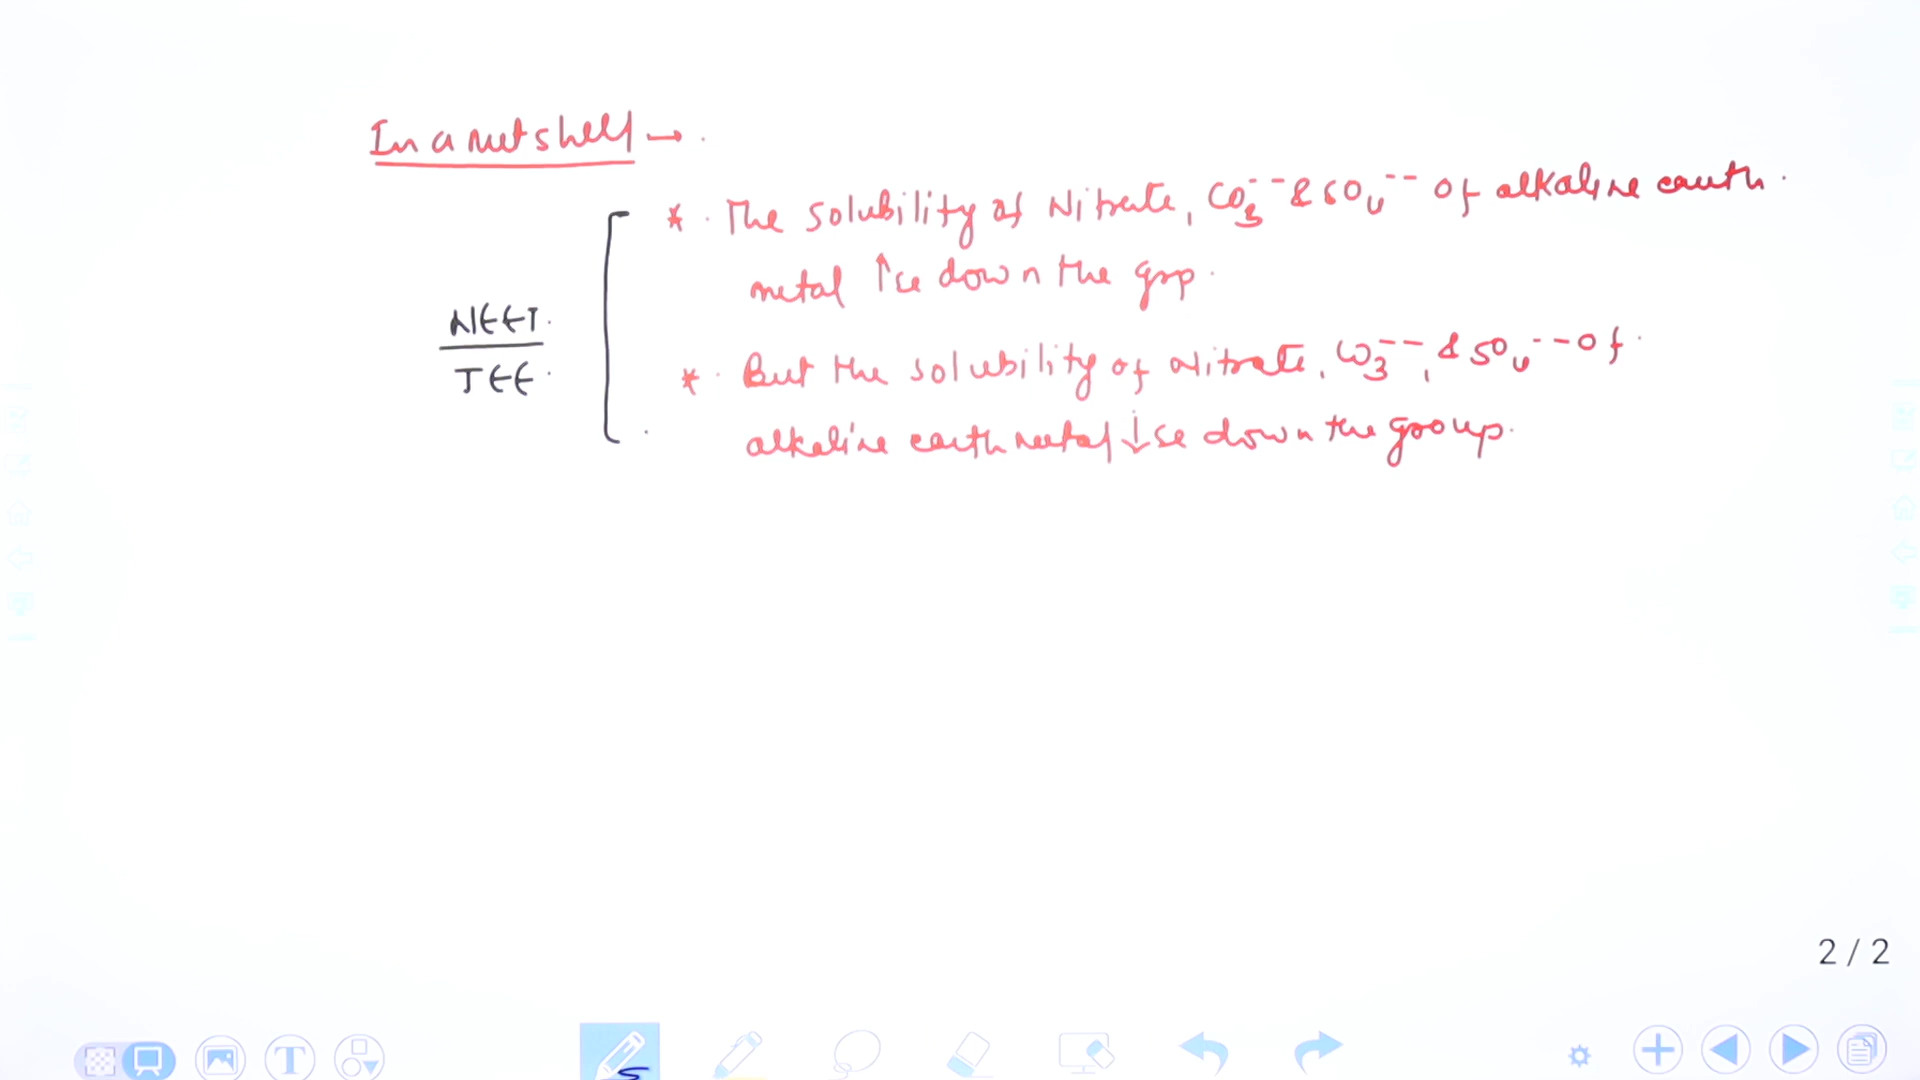 In a nutshell →
* The solubility of Nitrate, CO3-- & SO4-- of alkaline earth
metal ↑se down the grp.
NEET
JEE
* But the solubility of Nitrate, CO3--, & SO4-- of
alkaline earth metal ↓se down the group.
2 / 2
T